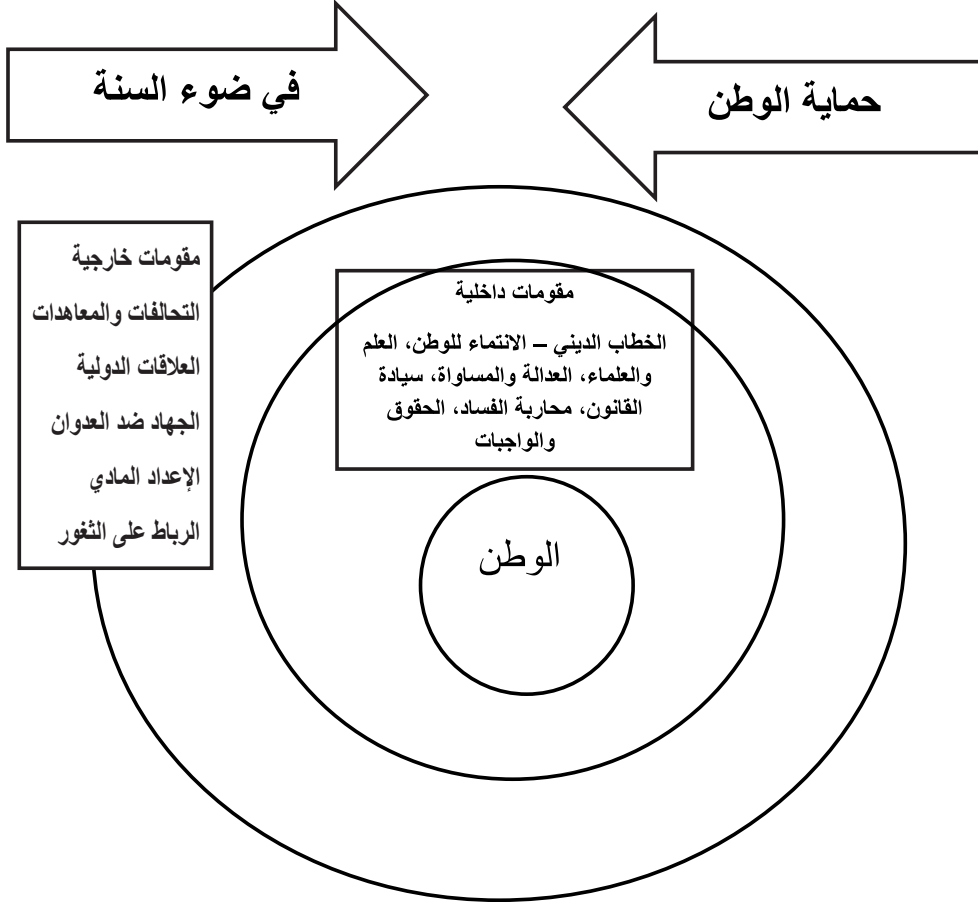 حماية الوطن
في ضوء السنة
مقومات داخلية
الخطاب الديني – الانتماء للوطن، العلم
والعلماء، العدالة والمساواة، سيادة
القانون، محاربة الفساد، الحقوق
والواجبات
مقومات خارجية
التحالفات والمعاهدات
العلاقات الدولية
الجهاد ضد العدوان
الإعداد المادي
الرباط على الثغور
الوطن